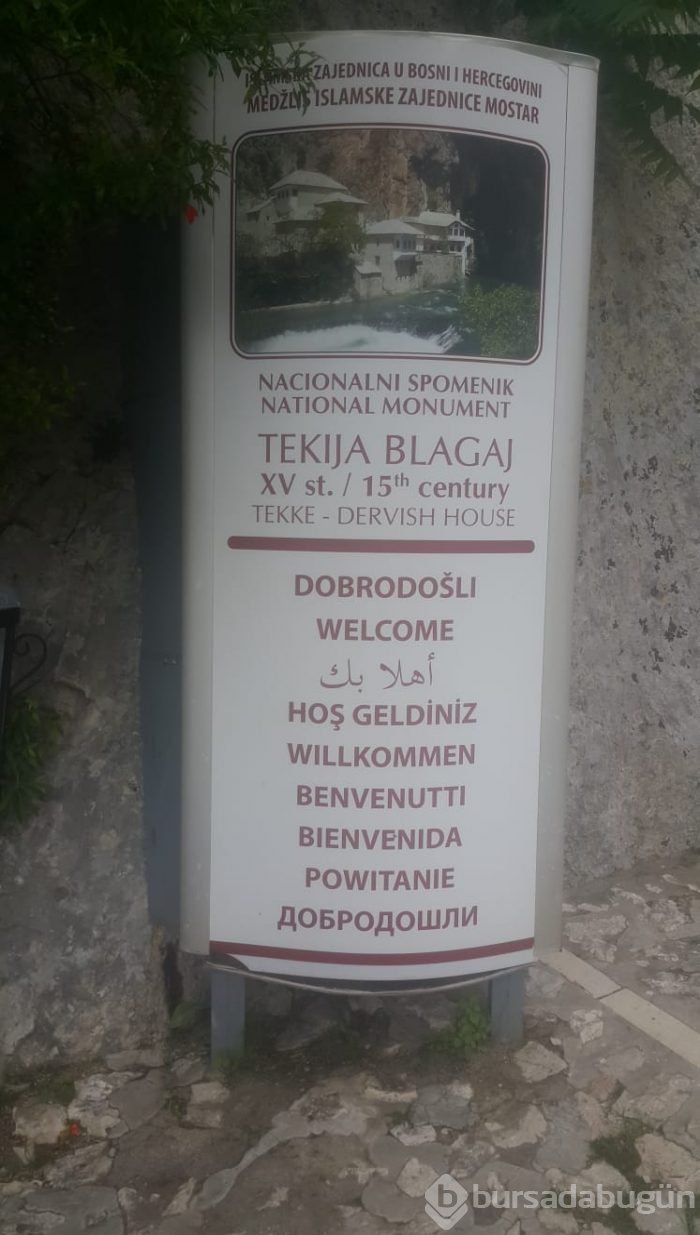 ISLAMSKA ZAJEDNICA U BOSNI I HERCEGOVINI
MEDŽLIS ISLAMSKE ZAJEDNICE MOSTAR
NACIONALNI SPOMENIK
NATIONAL MONUMENT
TEKIJA BLAGAJ
XV st. / 15th century
TEKKE - DERVISH HOUSE
DOBRODOŠLI
WELCOME
أهلا بك
HOŞ GELDİNİZ
WILLKOMMEN
BENVENUTTI
BIENVENIDA
POWITANIE
ДОБРОДОШЛИ
b bursadabugün